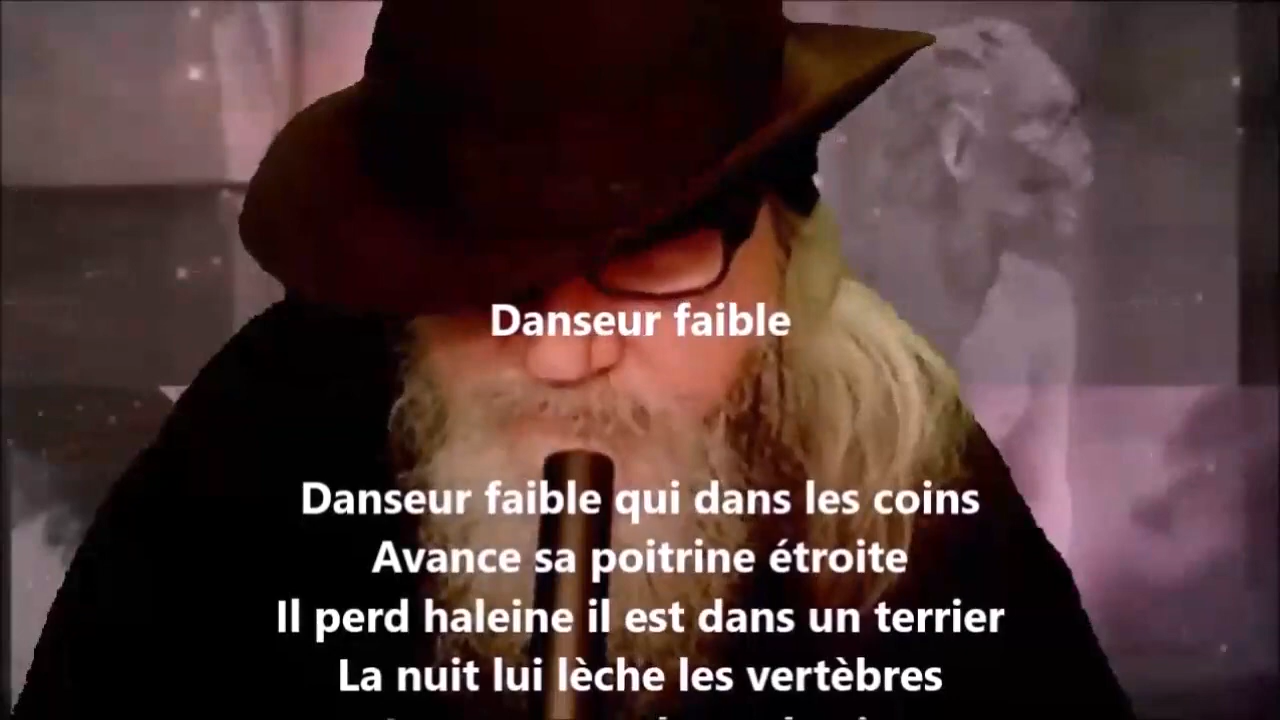 Danseur faible
Danseur faible qui dans les coins
Avance sa poitrine étroite
Il perd haleine il est dans un terrier
La nuit lui lèche les vertèbres